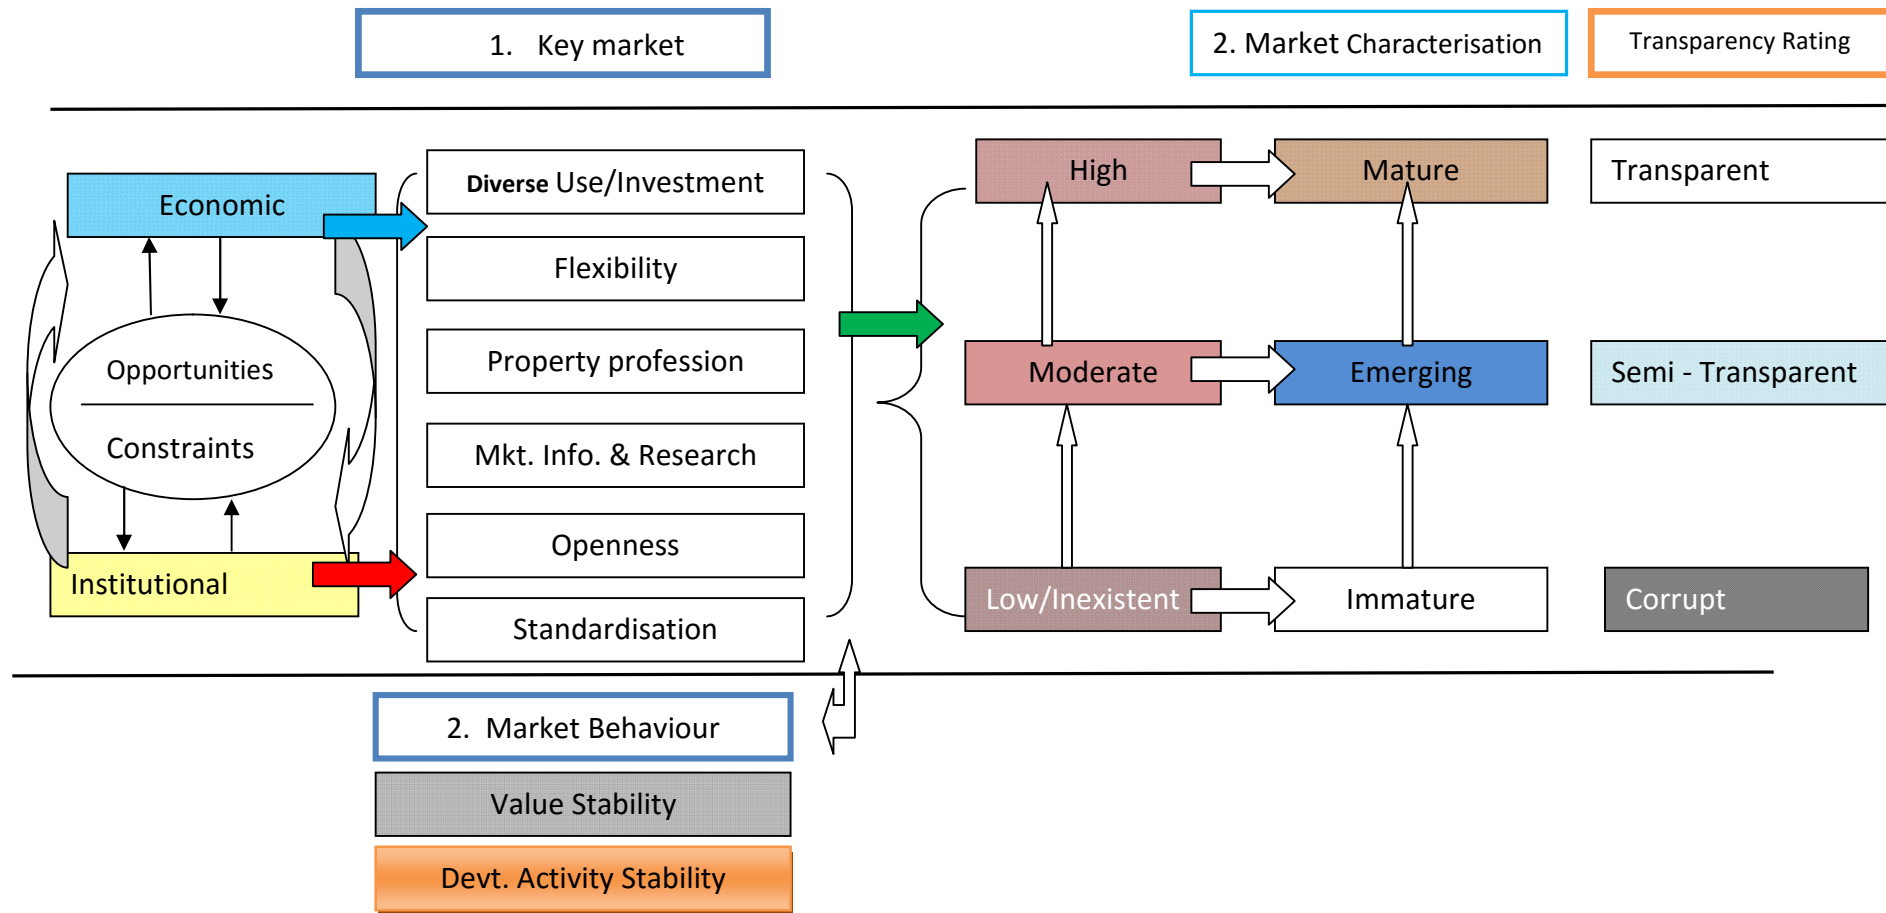 1. Key market
2. Market Characterisation
Transparency Rating
Economic
Opportunities
Constraints
Institutional
Diverse Use/Investment
Flexibility
Property profession
Mkt. Info. & Research
Openness
Standardisation
High
Mature
Transparent
Moderate
Emerging
Semi - Transparent
Low/Inexistent
Immature
Corrupt
2. Market Behaviour
Value Stability
Devt. Activity Stability